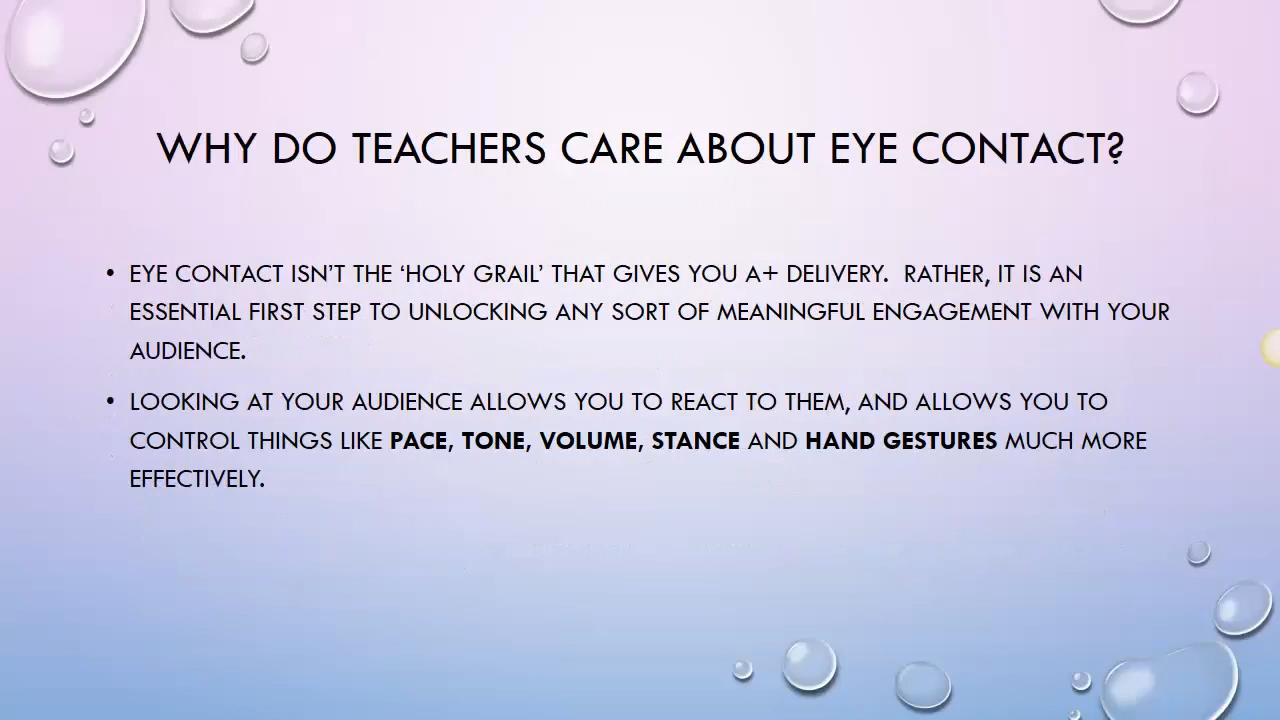 WHY DO TEACHERS CARE ABOUT EYE CONTACT?
• EYE CONTACT ISN'T THE ‘HOLY GRAIL’ THAT GIVES YOU A+ DELIVERY.  RATHER, IT IS AN
ESSENTIAL FIRST STEP TO UNLOCKING ANY SORT OF MEANINGFUL ENGAGEMENT WITH YOUR
AUDIENCE.
• LOOKING AT YOUR AUDIENCE ALLOWS YOU TO REACT TO THEM, AND ALLOWS YOU TO
CONTROL THINGS LIKE PACE, TONE, VOLUME, STANCE AND HAND GESTURES MUCH MORE
EFFECTIVELY.